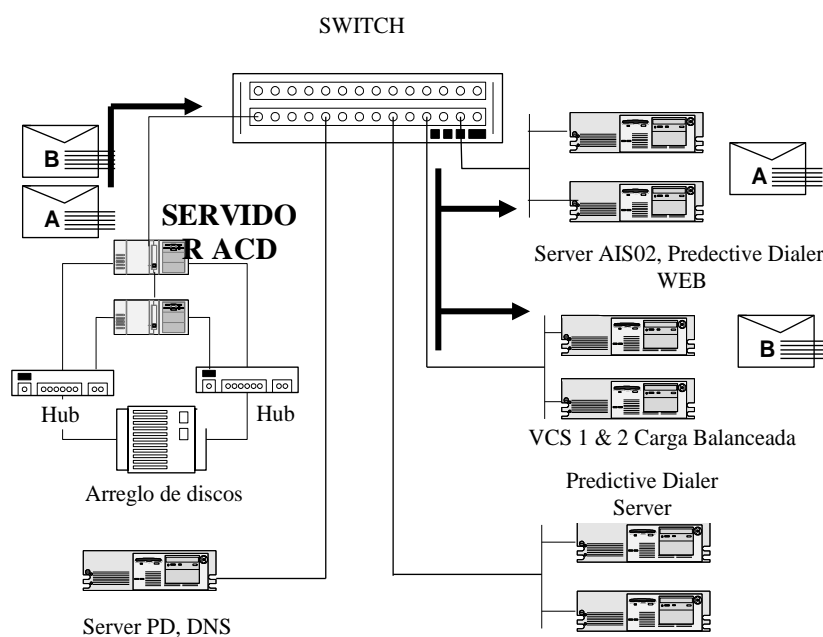 SWITCH
B
A
SERVIDO
R ACD
A
Server AIS02, Predective Dialer
WEB
B
Hub
Hub
VCS 1 & 2 Carga Balanceada
Arreglo de discos
Predictive Dialer
Server
Server PD, DNS